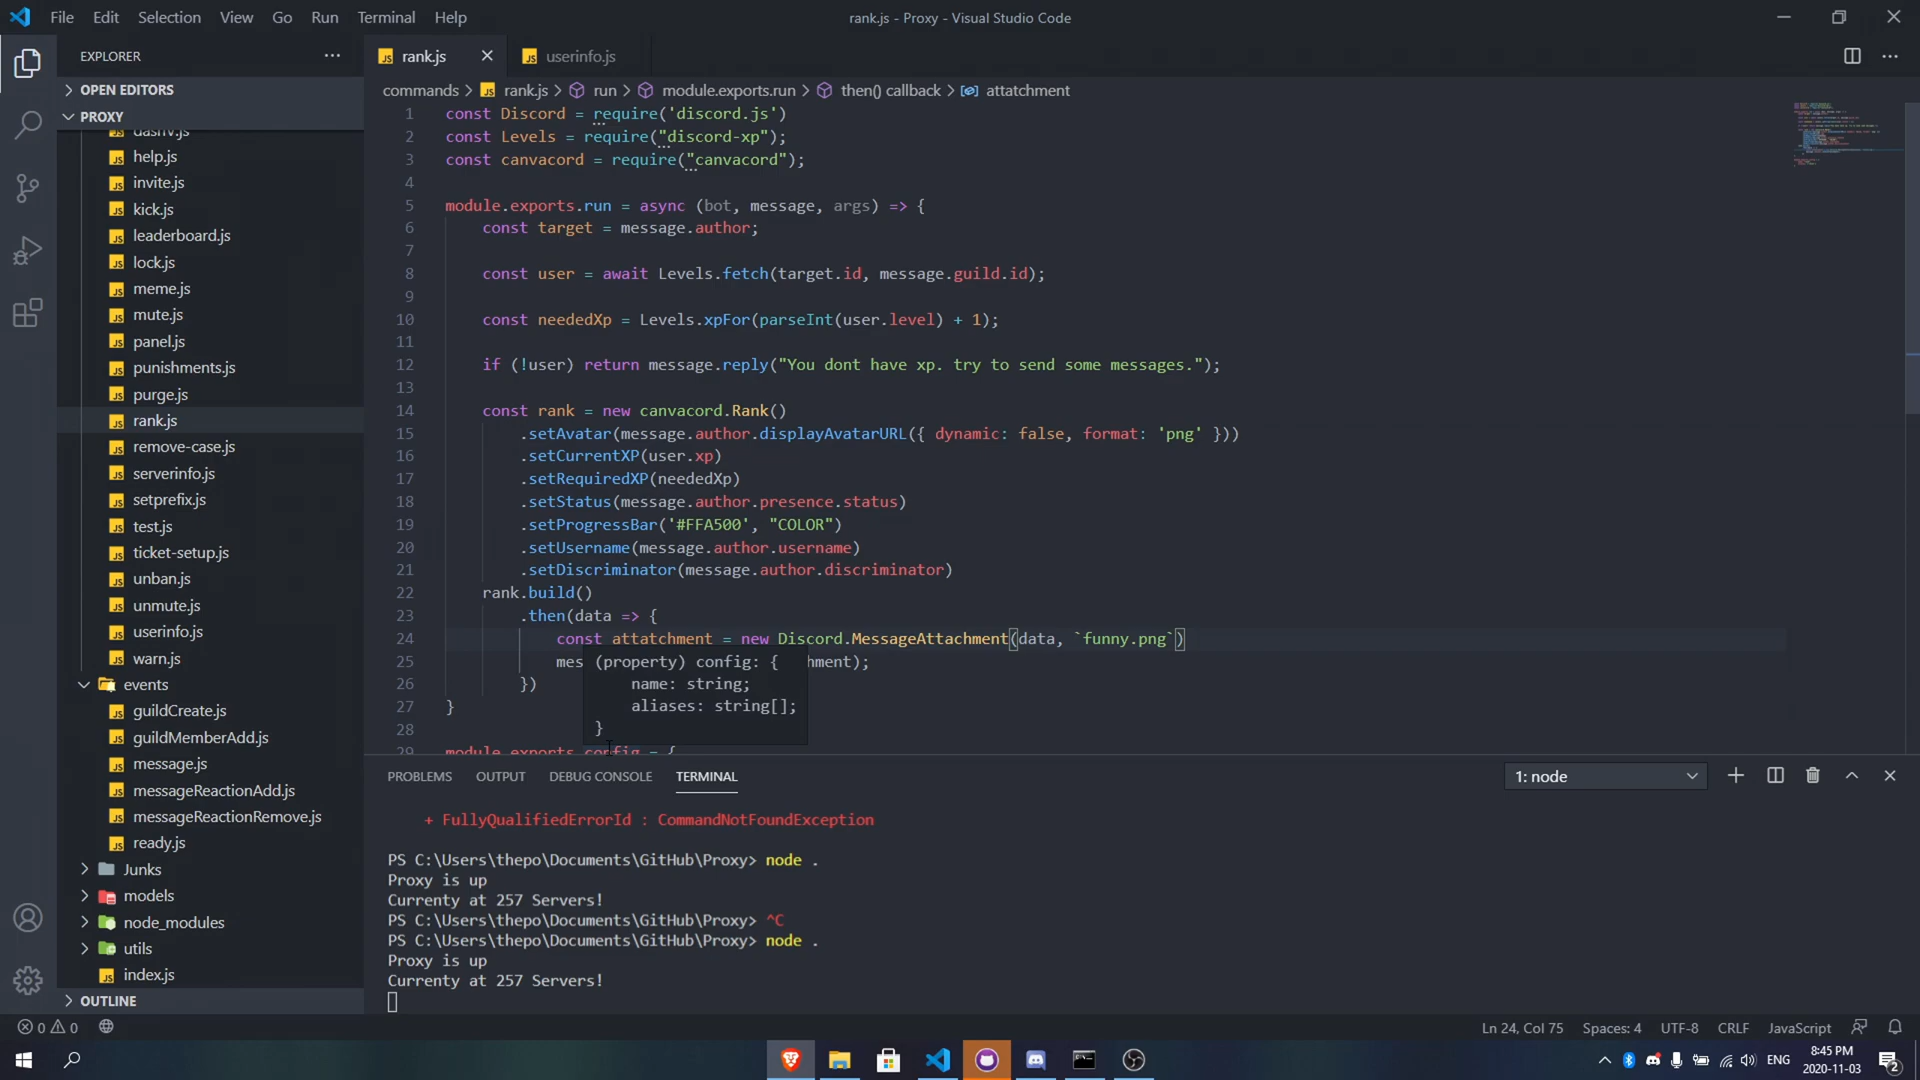 File Edit Selection View Go Run Terminal Help
rank.js - Proxy - Visual Studio Code
EXPLORER
OPEN EDITORS
PROXY
dashv.js
help.js
invite.js
kick.js
leaderboard.js
lock.js
meme.js
mute.js
panel.js
punishments.js
purge.js
rank.js
remove-case.js
serverinfo.js
setprefix.js
test.js
ticket-setup.js
unban.js
unmute.js
userinfo.js
warn.js
events
guildCreate.js
guildMemberAdd.js
message.js
messageReactionAdd.js
messageReactionRemove.js
ready.js
Junks
models
node_modules
utils
index.js
OUTLINE
rank.js userinfo.js
commands > rank.js > run > module.exports.run > then() callback > attatchment
1 const Discord = require('discord.js')
2 const Levels = require("discord-xp");
3 const canvacord = require("canvacord");
4
5 module.exports.run = async (bot, message, args) => {
6 const target = message.author;
7
8 const user = await Levels.fetch(target.id, message.guild.id);
9
10 const neededXp = Levels.xpFor(parseInt(user.level) + 1);
11
12 if (!user) return message.reply("You dont have xp. try to send some messages.");
13
14 const rank = new canvacord.Rank()
15 .setAvatar(message.author.displayAvatarURL({ dynamic: false, format: 'png' }))
16 .setCurrentXP(user.xp)
17 .setRequiredXP(neededXp)
18 .setStatus(message.author.presence.status)
19 .setProgressBar('#FFA500', "COLOR")
20 .setUsername(message.author.username)
21 .setDiscriminator(message.author.discriminator)
22 rank.build()
23 .then(data => {
24 const attatchment = new Discord.MessageAttachment(data, `funny.png`)
25 mes (property) config: { hment);
26 }) name: string;
27 } aliases: string[];
28 }
29 module.exports.config = {
PROBLEMS OUTPUT DEBUG CONSOLE TERMINAL 1: node
+ FullyQualifiedErrorId : CommandNotFoundException
PS C:\Users\thepo\Documents\GitHub\Proxy> node .
Proxy is up
Currenty at 257 Servers!
PS C:\Users\thepo\Documents\GitHub\Proxy> ^C
PS C:\Users\thepo\Documents\GitHub\Proxy> node .
Proxy is up
Currenty at 257 Servers!
0 0 Ln 24, Col 75 Spaces: 4 UTF-8 CRLF JavaScript
ENG 8:45 PM
2020-11-03 2